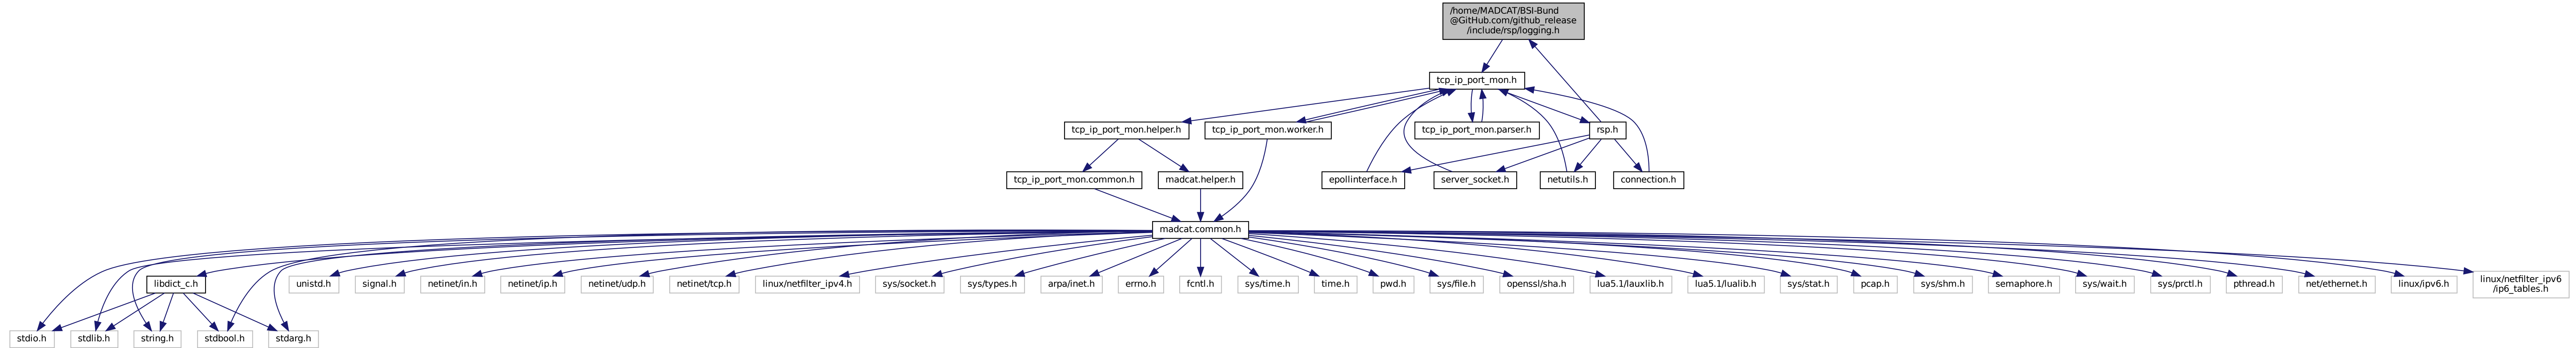 /home/MADCAT/BSI-Bund
@GitHub.com/github_release
/include/rsp/logging.h
tcp_ip_port_mon.h
tcp_ip_port_mon.helper.h
tcp_ip_port_mon.worker.h
tcp_ip_port_mon.parser.h
rsp.h
tcp_ip_port_mon.common.h
madcat.helper.h
epollinterface.h
server_socket.h
netutils.h
connection.h
madcat.common.h
libdict_c.h
unistd.h
signal.h
netinet/in.h
netinet/ip.h
netinet/udp.h
netinet/tcp.h
linux/netfilter_ipv4.h
sys/socket.h
sys/types.h
arpa/inet.h
errno.h
fcntl.h
sys/time.h
time.h
pwd.h
sys/file.h
openssl/sha.h
lua5.1/lauxlib.h
lua5.1/lualib.h
sys/stat.h
pcap.h
sys/shm.h
semaphore.h
sys/wait.h
sys/prctl.h
pthread.h
net/ethernet.h
linux/ipv6.h
linux/netfilter_ipv6
/ip6_tables.h
stdio.h
stdlib.h
string.h
stdbool.h
stdarg.h